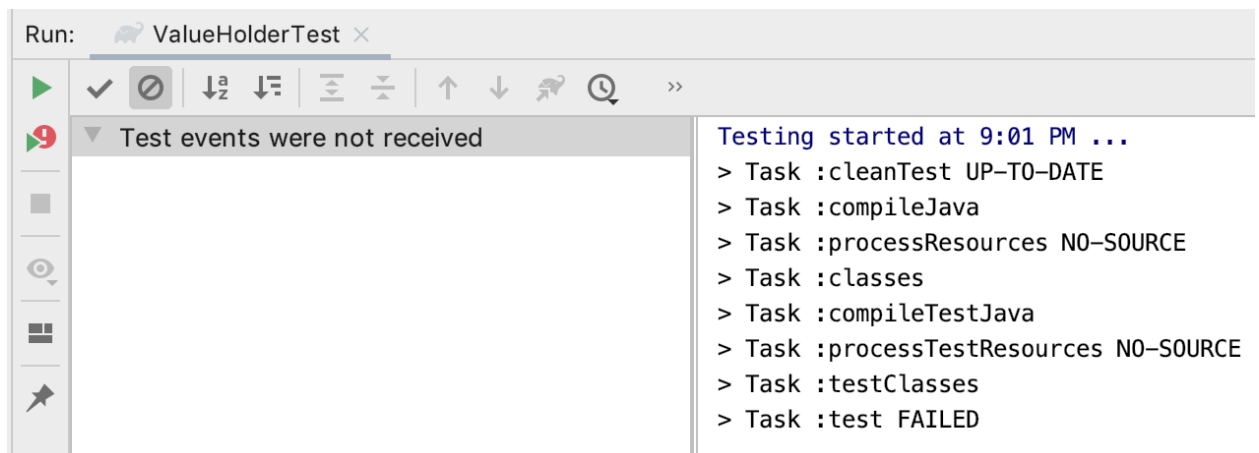 Run: ValueHolderTest
Test events were not received
Testing started at 9:01 PM ...
> Task :cleanTest UP-TO-DATE
> Task :compileJava
> Task :processResources NO-SOURCE
> Task :classes
> Task :compileTestJava
> Task :processTestResources NO-SOURCE
> Task :testClasses
> Task :test FAILED